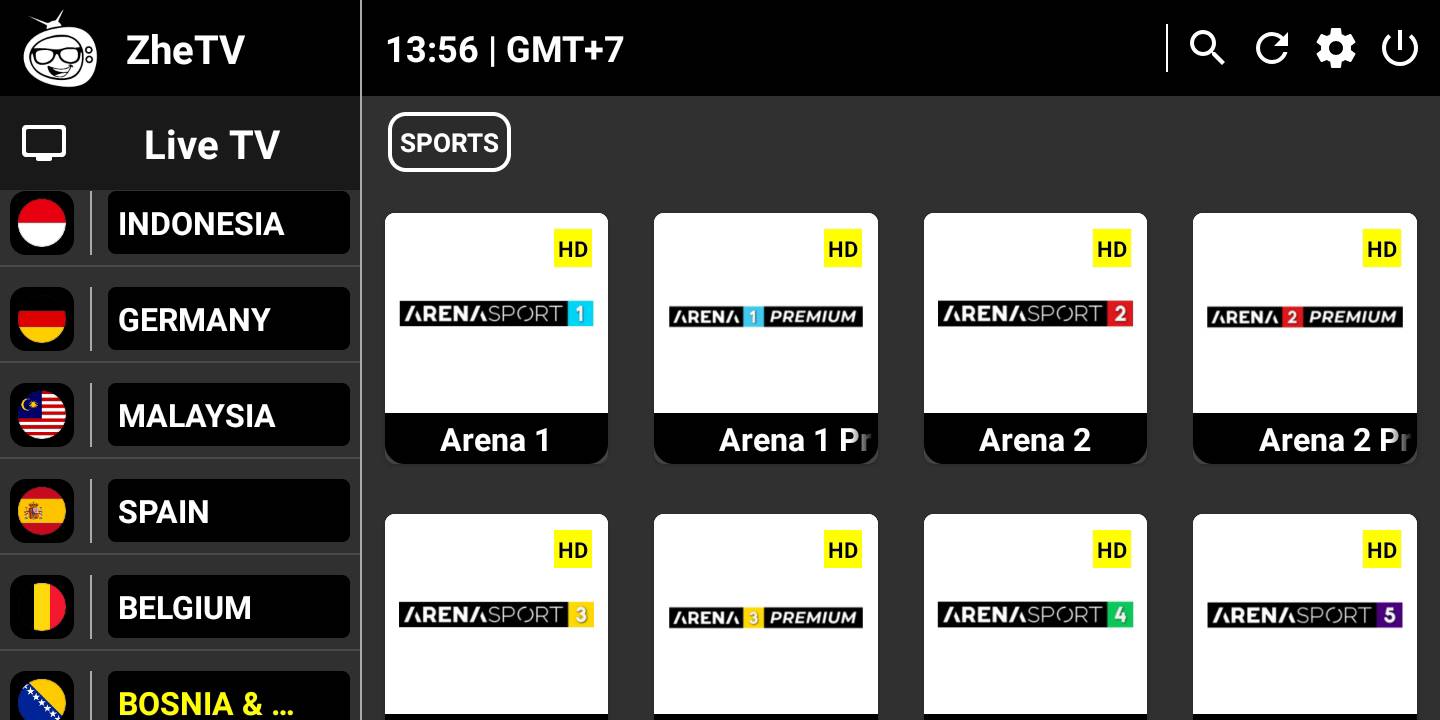 ZheTV
13:56 | GMT+7
Live TV
SPORTS
INDONESIA
GERMANY
MALAYSIA
SPAIN
BELGIUM
BOSNIA & ...
HD
HD
HD
HD
ARENASPORT 1
ARENA 1 PREMIUM
ARENASPORT 2
ARENA 2 PREMIUM
Arena 1
Arena 1 Pr
Arena 2
Arena 2 Pr
HD
HD
HD
HD
ARENASPORT 3
ARENA 3 PREMIUM
ARENASPORT 4
ARENASPORT 5